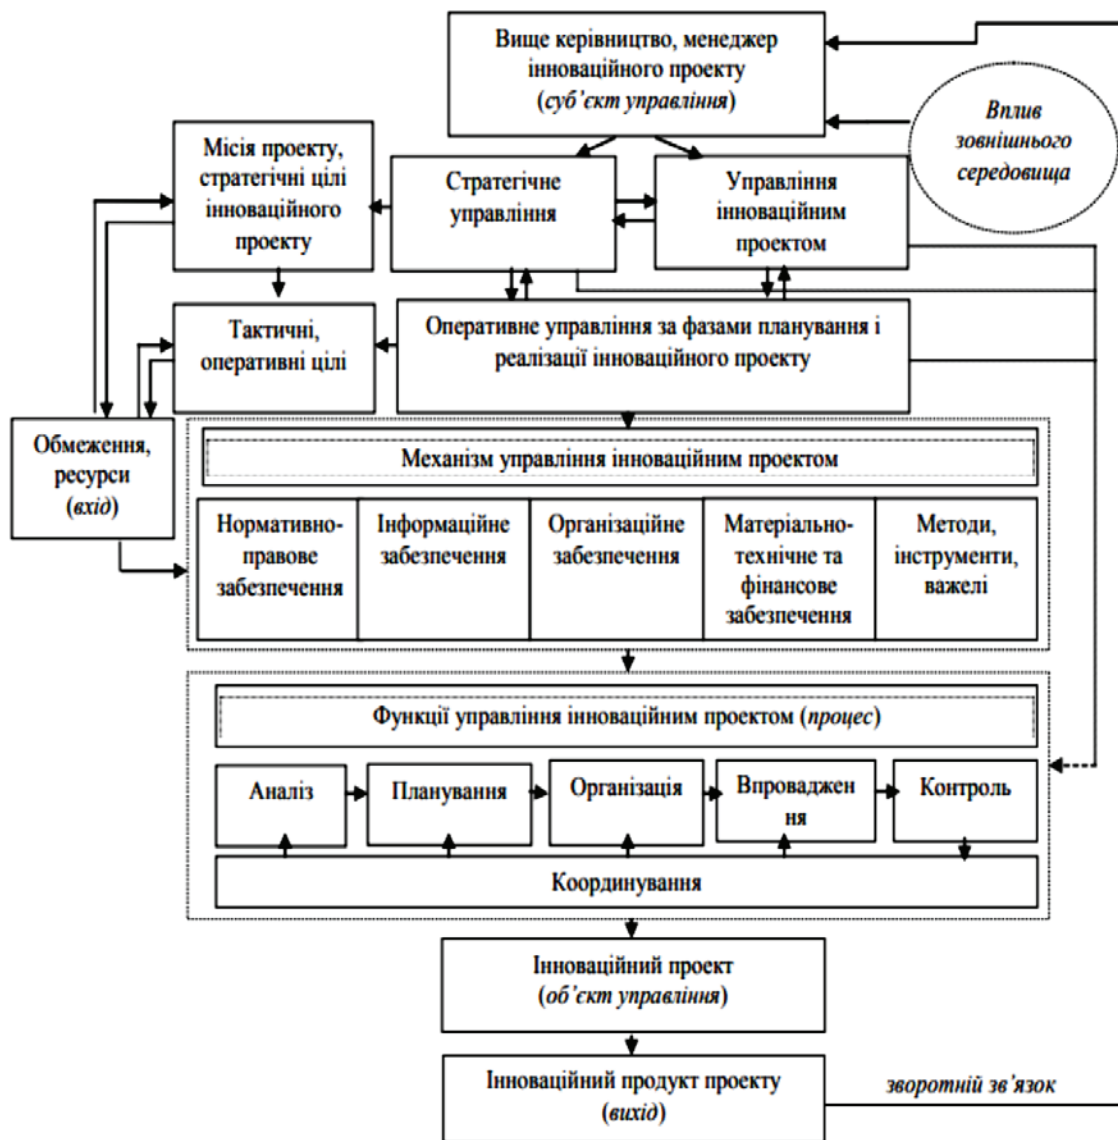 Вище керівництво, менеджер
інноваційного проекту
(суб’єкт управління)
Вплив
зовнішнього
середовища
Місія проекту,
стратегічні цілі
інноваційного
проекту
Стратегічне
управління
Управління
інноваційним
проектом
Тактичні,
оперативні цілі
Оперативне управління за фазами планування і
реалізації інноваційного проекту
Обмеження,
ресурси
(вхід)
Механізм управління інноваційним проектом
Нормативно-
правове
забезпечення
Інформаційне
забезпечення
Організаційне
забезпечення
Матеріально-
технічне та
фінансове
забезпечення
Методи,
інструменти,
важелі
Функції управління інноваційним проектом (процес)
Аналіз
Планування
Організація
Впроваджен
ня
Контроль
Координування
Інноваційний проект
(об’єкт управління)
Інноваційний продукт проекту
(вихід)
зворотній зв’язок